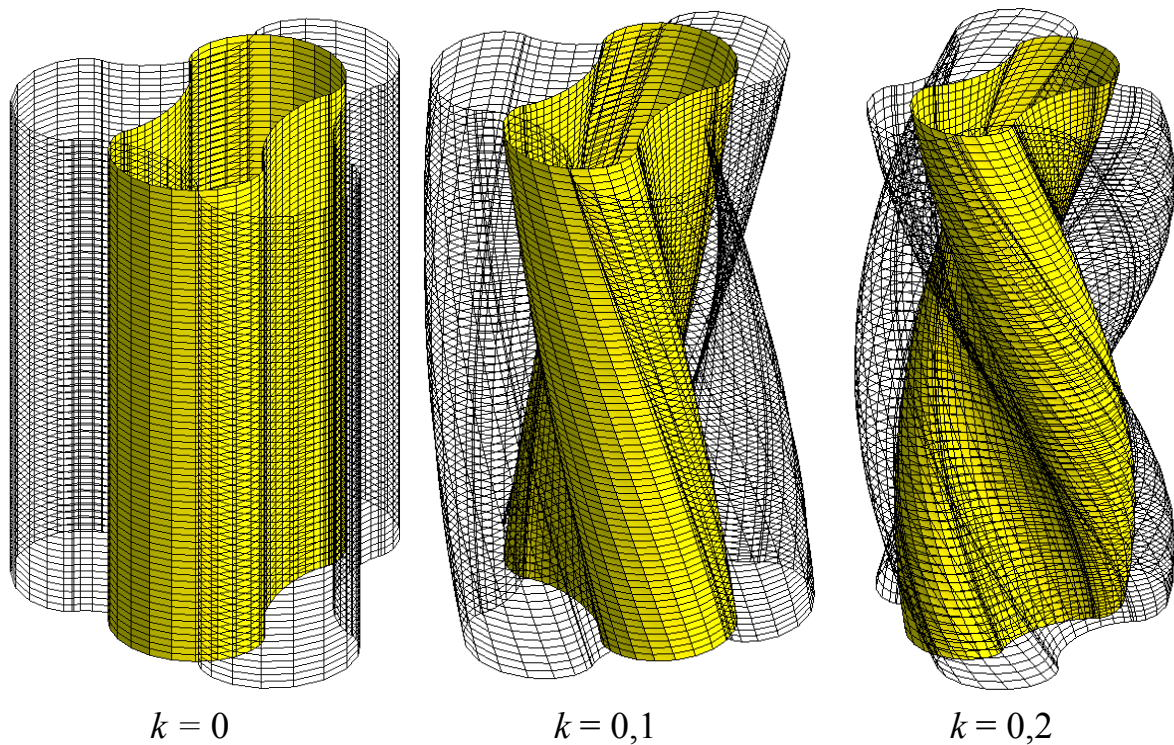 k = 0 k = 0,1 k = 0,2